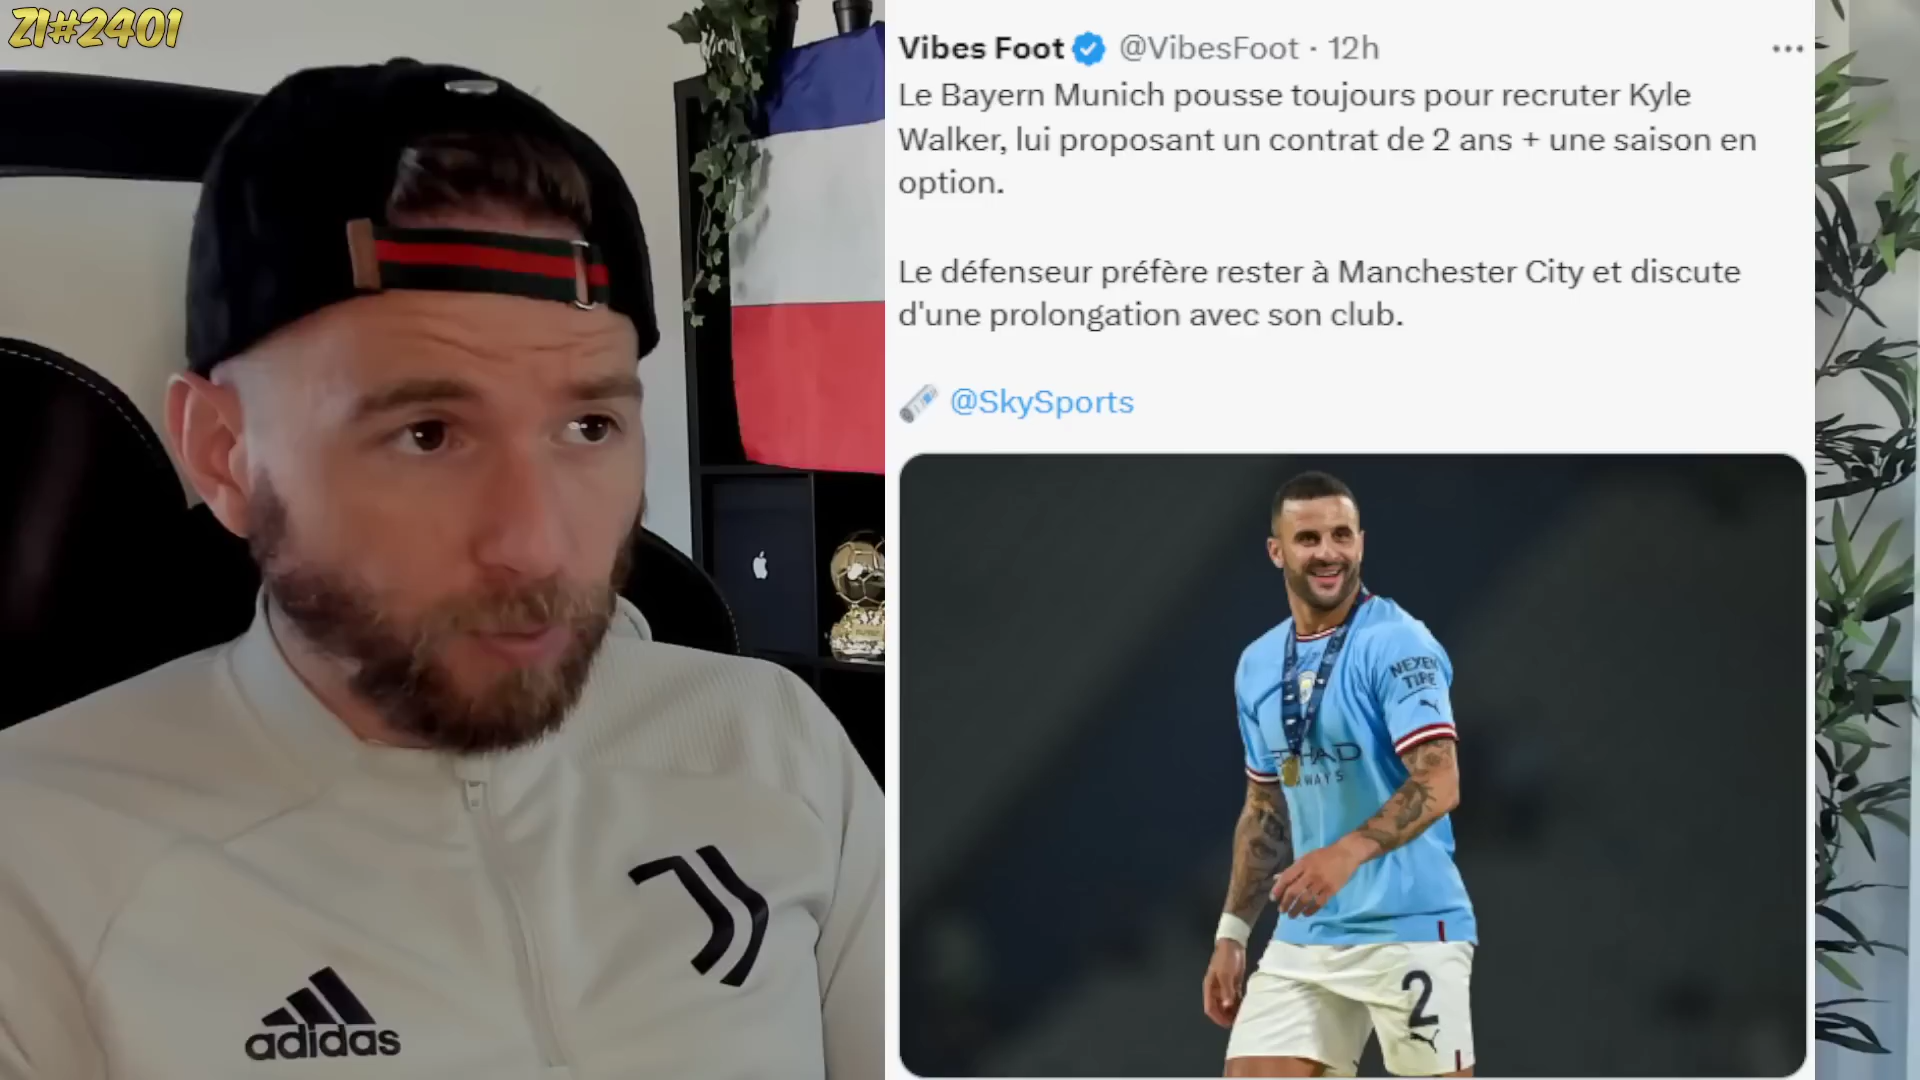 ZI#2401
Vibes Foot @VibesFoot · 12h
Le Bayern Munich pousse toujours pour recruter Kyle
Walker, lui proposant un contrat de 2 ans + une saison en
option.
Le défenseur préfère rester à Manchester City et discute
d'une prolongation avec son club.
@SkySports
NEXEN
TIRE
ETIHAD
AIRWAYS
2
adidas